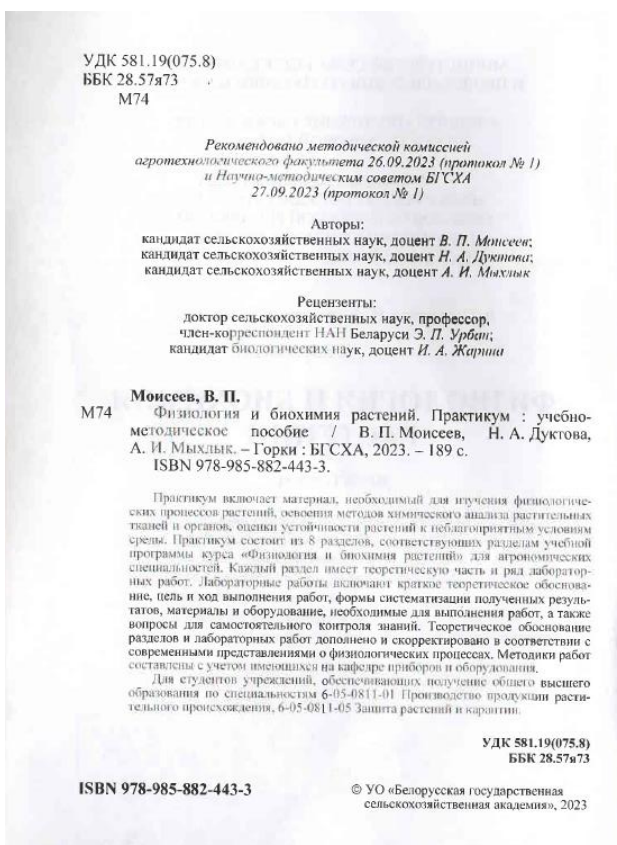 УДК 581.19(075.8)
ББК 28.57я73
М74
Рекомендовано методической комиссией
агротехнологического факультета 26.09.2023 (протокол № 1)
и Научно-методическим советом БГСХА
27.09.2023 (протокол № 1)
Авторы:
кандидат сельскохозяйственных наук, доцент В. П. Моисеев;
кандидат сельскохозяйственных наук, доцент Н. А. Дуктова;
кандидат сельскохозяйственных наук, доцент А. И. Мыхлык
Рецензенты:
доктор сельскохозяйственных наук, профессор,
член-корреспондент НАН Беларуси Э. П. Урбан;
кандидат биологических наук, доцент И. А. Жарина
Моисеев, В. П.
М74 Физиология и биохимия растений. Практикум : учебно-
методическое пособие / В. П. Моисеев, Н. А. Дуктова,
А. И. Мыхлык. – Горки : БГСХА, 2023. – 189 с.
ISBN 978-985-882-443-3.
Практикум включает материал, необходимый для изучения физиологиче-
ских процессов растений, освоения методов химического анализа растительных
тканей и органов, оценки устойчивости растений к неблагоприятным условиям
среды. Практикум состоит из 8 разделов, соответствующих разделам учебной
программы курса «Физиология и биохимия растений» для агрономических
специальностей. Каждый раздел имеет теоретическую часть и ряд лаборатор-
ных работ. Лабораторные работы включают краткое теоретическое обоснова-
ние, цель и ход выполнения работ, формы систематизации полученных резуль-
татов, материалы и оборудование, необходимые для выполнения работ, а также
вопросы для самостоятельного контроля знаний. Теоретическое обоснование
разделов и лабораторных работ дополнено и скорректировано в соответствии с
современными представлениями о физиологических процессах. Методики работ
составлены с учетом имеющихся на кафедре приборов и оборудования.
Для студентов учреждений, обеспечивающих получение общего высшего
образования по специальностям 6-05-0811-01 Производство продукции расти-
тельного происхождения, 6-05-0811-05 Защита растений и карантин.
УДК 581.19(075.8)
ББК 28.57я73
ISBN 978-985-882-443-3
© УО «Белорусская государственная
сельскохозяйственная академия», 2023